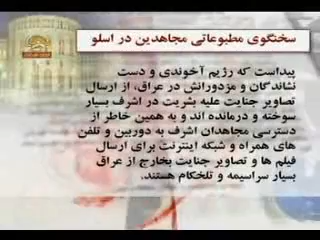 سخنگوی مطبوعاتی مجاهدین در اسلو
پیداست که رژیم آخوندی و دست
نشاندگان و مزدورانش در عراق، از ارسال
تصاویر جنایت علیه بشریت در اشرف بسیار
سوخته و درمانده اند و به همین خاطر از
دسترسی مجاهدان اشرف به دوربین و تلفن
های همراه و شبکه اینترنت برای ارسال
فیلم ها و تصاویر جنایت بخارج از عراق
بسیار سراسیمه و تلخکام هستند.